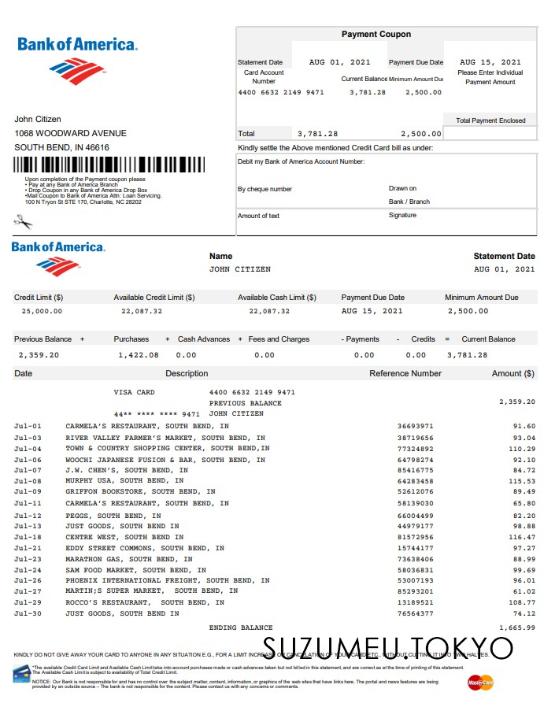 Bank of America.
Payment Coupon
Statement Date AUG 01, 2021 Payment Due Date AUG 15, 2021
Card Account Number Current Balance Minimum Amount Due Please Enter Individual Payment Amount
4400 6632 2149 9471 3,781.28 2,500.00
Total Payment Enclosed
Total 3,781.28 2,500.00
John Citizen
1068 WOODWARD AVENUE
SOUTH BEND, IN 46616
Upon completion of the Payment coupon please
• Pay at any Bank of America Branch
• Drop Coupon in any Bank of America Drop Box
•Mail Coupon to Bank of America Attn: Loan Servicing.
100 N Tryon St STE 170, Charlotte, NC 28202
Kindly settle the Above mentioned Credit Card bill as under:
Debit my Bank of America Account Number:
By cheque number Drawn on
Bank / Branch
Amount of text Signature
Bank of America.
Name Statement Date
JOHN CITIZEN AUG 01, 2021
Credit Limit ($) Available Credit Limit ($) Available Cash Limit($) Payment Due Date Minimum Amount Due
25,000.00 22,087.32 22,087.32 AUG 15, 2021 2,500.00
Previous Balance + Purchases + Cash Advances + Fees and Charges - Payments - Credits = Current Balance
2,359.20 1,422.08 0.00 0.00 0.00 0.00 3,781.28
Date Description Reference Number Amount ($)
VISA CARD 4400 6632 2149 9471
PREVIOUS BALANCE 2,359.20
44** **** **** 9471 JOHN CITIZEN
Jul-01 CARMELA'S RESTAURANT, SOUTH BEND, IN 36693971 91.60
Jul-03 RIVER VALLEY FARMER'S MARKET, SOUTH BEND, IN 38719656 93.04
Jul-04 TOWN & COUNTRY SHOPPING CENTER, SOUTH BEND,IN 77324892 110.29
Jul-06 WOOCHI JAPANESE FUSION & BAR, SOUTH BEND, IN 64798274 92.10
Jul-07 J.W. CHEN'S, SOUTH BEND, IN 85416775 84.72
Jul-08 MURPHY USA, SOUTH BEND, IN 64283458 115.53
Jul-09 GRIFFON BOOKSTORE, SOUTH BEND, IN 52612076 89.49
Jul-11 CARMELA'S RESTAURANT, SOUTH BEND, IN 58139030 65.80
Jul-12 PEGGS, SOUTH BEND, IN 66004499 82.20
Jul-13 JUST GOODS, SOUTH BEND IN 44979177 98.88
Jul-18 CENTRE WEST, SOUTH BEND, IN 81572956 116.47
Jul-21 EDDY STREET COMMONS, SOUTH BEND, IN 15744177 97.27
Jul-23 MARATHON GAS, SOUTH BEND, IN 73638406 88.99
Jul-24 SAM FOOD MARKET, SOUTH BEND, IN 58036831 99.69
Jul-26 PHOENIX INTERNATIONAL FREIGHT, SOUTH BEND, IN 53007193 96.01
Jul-27 MARTIN;S SUPER MARKET, SOUTH BEND, IN 85293201 61.02
Jul-29 ROCCO'S RESTAURANT, SOUTH BEND, IN 13189521 108.77
Jul-30 JUST GOODS, SOUTH BEND, IN 76564377 74.12
ENDING BALANCE 1,665.99
SUZUMEU.TOKYO
KINDLY DO NOT GIVE AWAY YOUR CARD TO ANYONE IN ANY SITUATION E.G., FOR A LIMIT INCREASE OR CANCELATION OF YOUR CARD ETC., WITHOUT CUTTING IT INTO TWO HALVES.
*The available Credit Card Limit and Available Cash Limit take into account purchases made or cash advances taken but not billed in this statement, and are correct as at the time of printing of this statement.
The Available Cash Limit is subject to availability of Total Credit Limit.
NOTICE: Our Bank is not responsible for and has no control over the subject matter, content, information, or graphics of the web sites that have links here. The portal and news features are being
provided by an outside source – The bank is not responsible for the content. Please contact us with any concerns or comments.
MasterCard